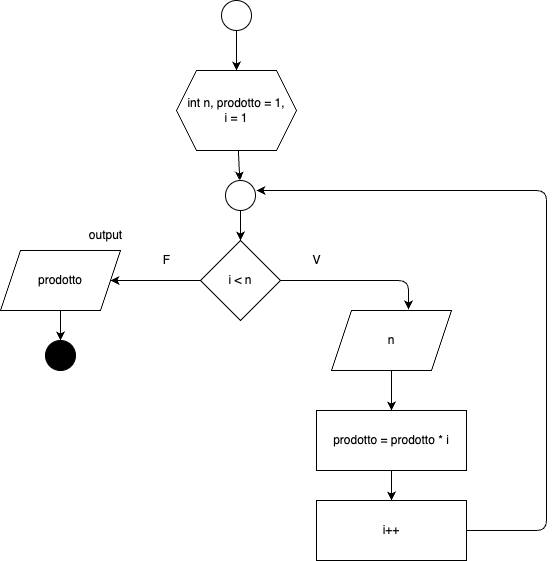 int n, prodotto = 1,
i = 1
output
F
V
prodotto
i < n
n
prodotto = prodotto * i
i++